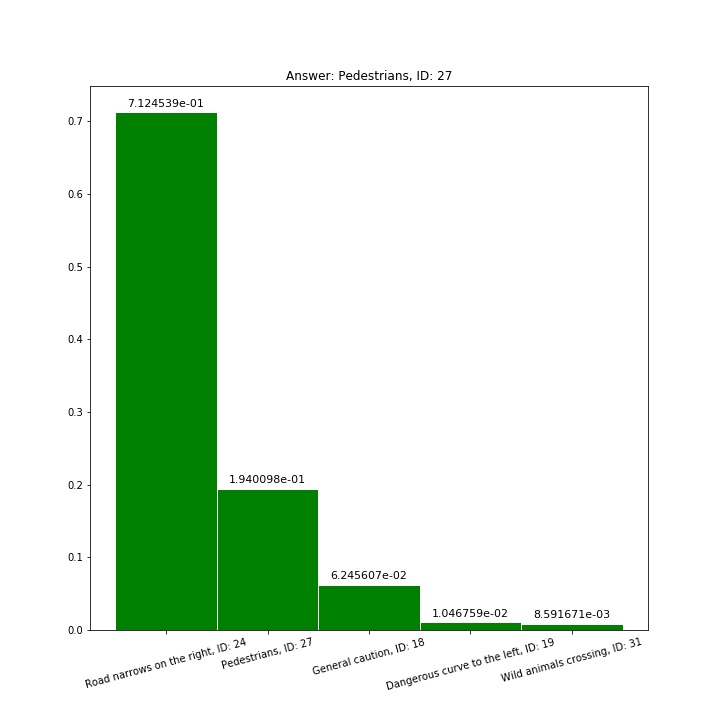 Answer: Pedestrians, ID: 27
7.124539e-01
0.7
0.6
0.5
0.4
0.3
0.2
0.1
0.0
1.940098e-01
6.245607e-02
1.046759e-02
8.591671e-03
Road narrows on the right, ID: 24
Pedestrians, ID: 27
General caution, ID: 18
Dangerous curve to the left, ID: 19
Wild animals crossing, ID: 31